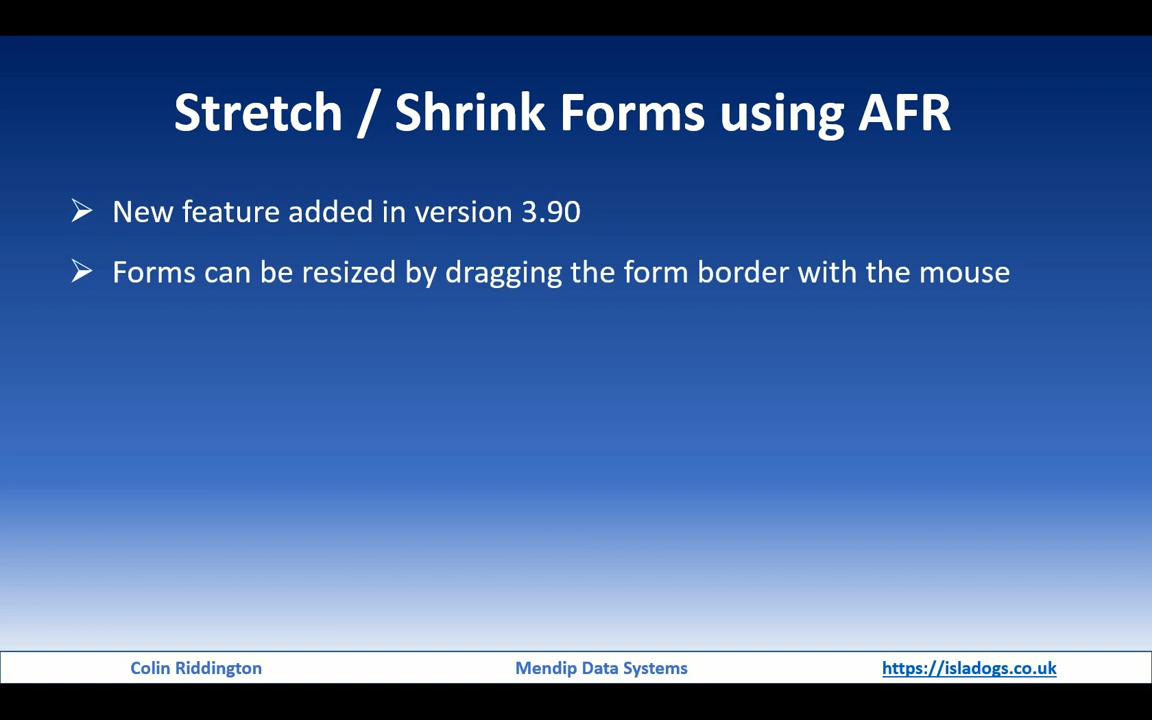 Stretch / Shrink Forms using AFR
➢ New feature added in version 3.90
➢ Forms can be resized by dragging the form border with the mouse
Colin Riddington
Mendip Data Systems
https://isladogs.co.uk